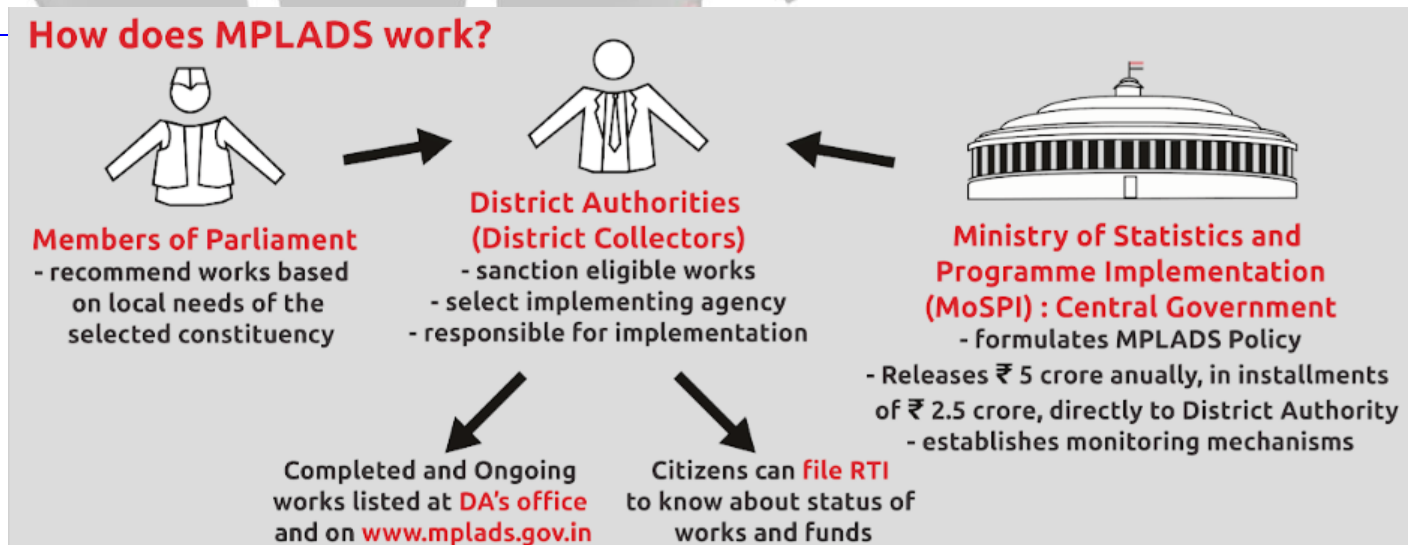 How does MPLADS work?
Members of Parliament
- recommend works based
on local needs of the
selected constituency
District Authorities
(District Collectors)
- sanction eligible works
- select implementing agency
- responsible for implementation
Ministry of Statistics and
Programme Implementation
(MoSPI) : Central Government
- formulates MPLADS Policy
- Releases ₹ 5 crore anually, in installments
of ₹ 2.5 crore, directly to District Authority
- establishes monitoring mechanisms
Completed and Ongoing
works listed at DA's office
and on www.mplads.gov.in
Citizens can file RTI
to know about status of
works and funds